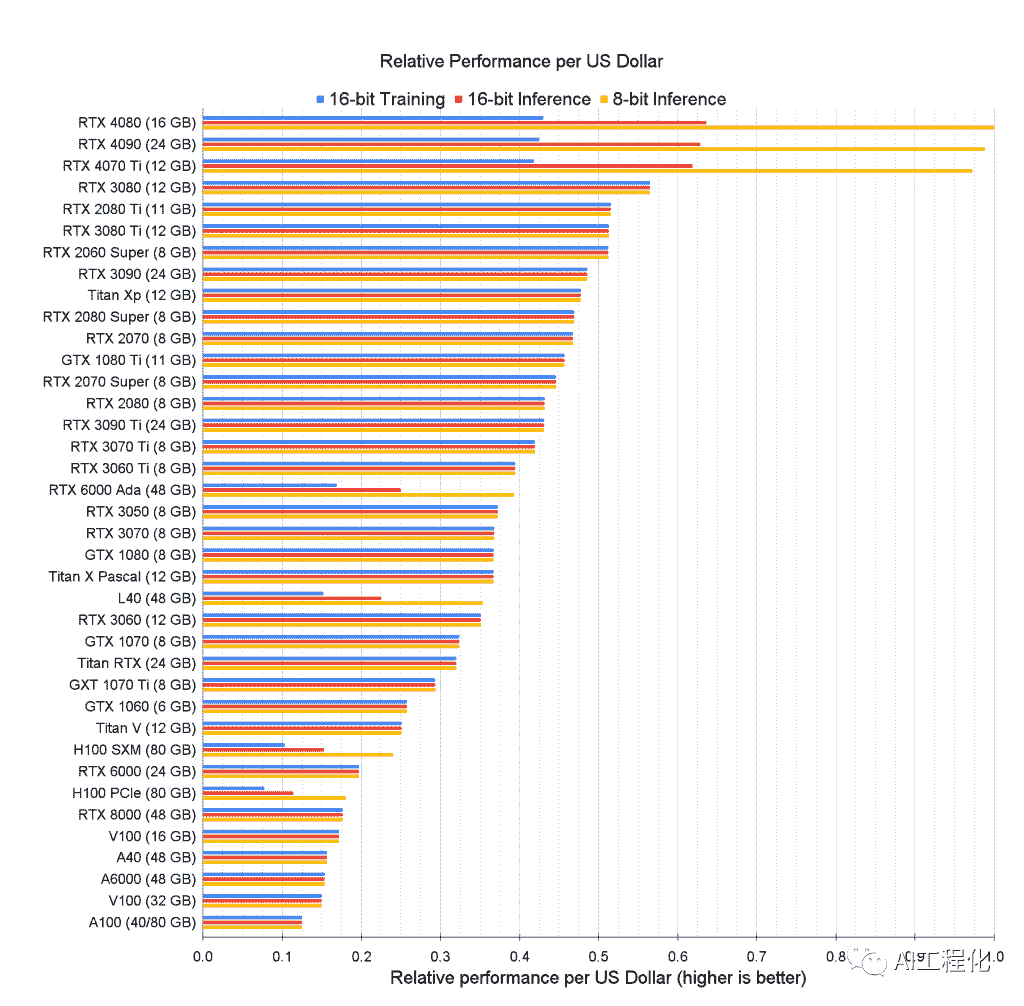 Relative Performance per US Dollar
16-bit Training 16-bit Inference 8-bit Inference
RTX 4080 (16 GB)
RTX 4090 (24 GB)
RTX 4070 Ti (12 GB)
RTX 3080 (12 GB)
RTX 2080 Ti (11 GB)
RTX 3080 Ti (12 GB)
RTX 2060 Super (8 GB)
RTX 3090 (24 GB)
Titan Xp (12 GB)
RTX 2080 Super (8 GB)
RTX 2070 (8 GB)
GTX 1080 Ti (11 GB)
RTX 2070 Super (8 GB)
RTX 2080 (8 GB)
RTX 3090 Ti (24 GB)
RTX 3070 Ti (8 GB)
RTX 3060 Ti (8 GB)
RTX 6000 Ada (48 GB)
RTX 3050 (8 GB)
RTX 3070 (8 GB)
GTX 1080 (8 GB)
Titan X Pascal (12 GB)
L40 (48 GB)
RTX 3060 (12 GB)
GTX 1070 (8 GB)
Titan RTX (24 GB)
GXT 1070 Ti (8 GB)
GTX 1060 (6 GB)
Titan V (12 GB)
H100 SXM (80 GB)
RTX 6000 (24 GB)
H100 PCIe (80 GB)
RTX 8000 (48 GB)
V100 (16 GB)
A40 (48 GB)
A6000 (48 GB)
V100 (32 GB)
A100 (40/80 GB)
0.0 0.1 0.2 0.3 0.4 0.5 0.6 0.7 0.8 0.9 1.0
Relative performance per US Dollar (higher is better)
AI工程化